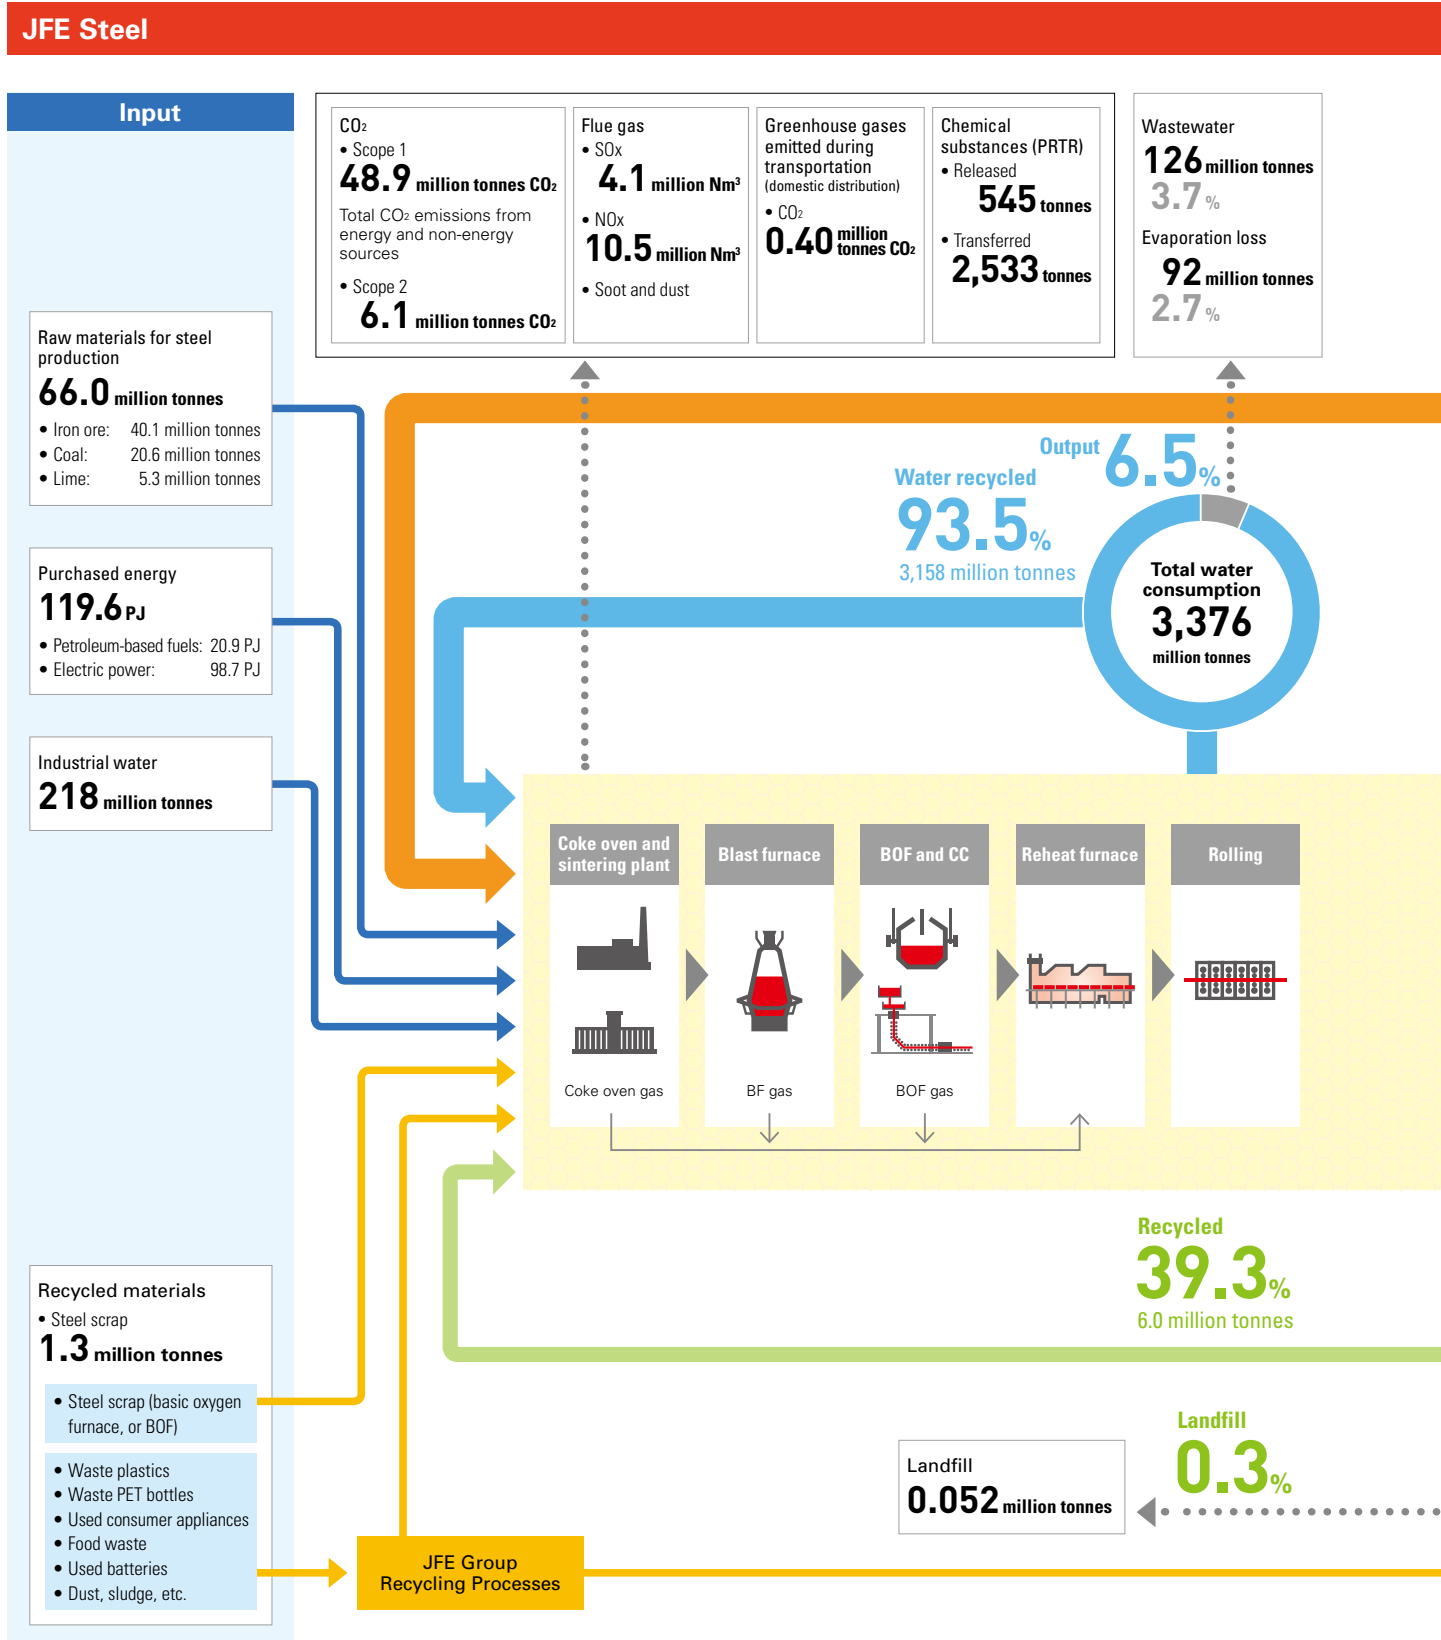 JFE Steel
Input
CO₂
• Scope 1
48.9 million tonnes CO₂
Total CO₂ emissions from
energy and non-energy
sources
• Scope 2
6.1 million tonnes CO₂
Flue gas
• SOx
4.1 million Nm³
• NOx
10.5 million Nm³
• Soot and dust
Greenhouse gases
emitted during
transportation
(domestic distribution)
• CO₂
0.40 million
tonnes CO₂
Chemical
substances (PRTR)
• Released
545 tonnes
• Transferred
2,533 tonnes
Wastewater
126 million tonnes
3.7 %
Evaporation loss
92 million tonnes
2.7 %
Raw materials for steel
production
66.0 million tonnes
• Iron ore: 40.1 million tonnes
• Coal: 20.6 million tonnes
• Lime: 5.3 million tonnes
Purchased energy
119.6 PJ
• Petroleum-based fuels: 20.9 PJ
• Electric power: 98.7 PJ
Industrial water
218 million tonnes
Output 6.5%
Water recycled
93.5%
3,158 million tonnes
Total water
consumption
3,376
million tonnes
Coke oven and
sintering plant
Blast furnace
BOF and CC
Reheat furnace
Rolling
Coke oven gas
BF gas
BOF gas
Recycled
39.3%
6.0 million tonnes
Recycled materials
• Steel scrap
1.3 million tonnes
• Steel scrap (basic oxygen
furnace, or BOF)
• Waste plastics
• Waste PET bottles
• Used consumer appliances
• Food waste
• Used batteries
• Dust, sludge, etc.
Landfill
0.3%
Landfill
0.052 million tonnes
JFE Group
Recycling Processes